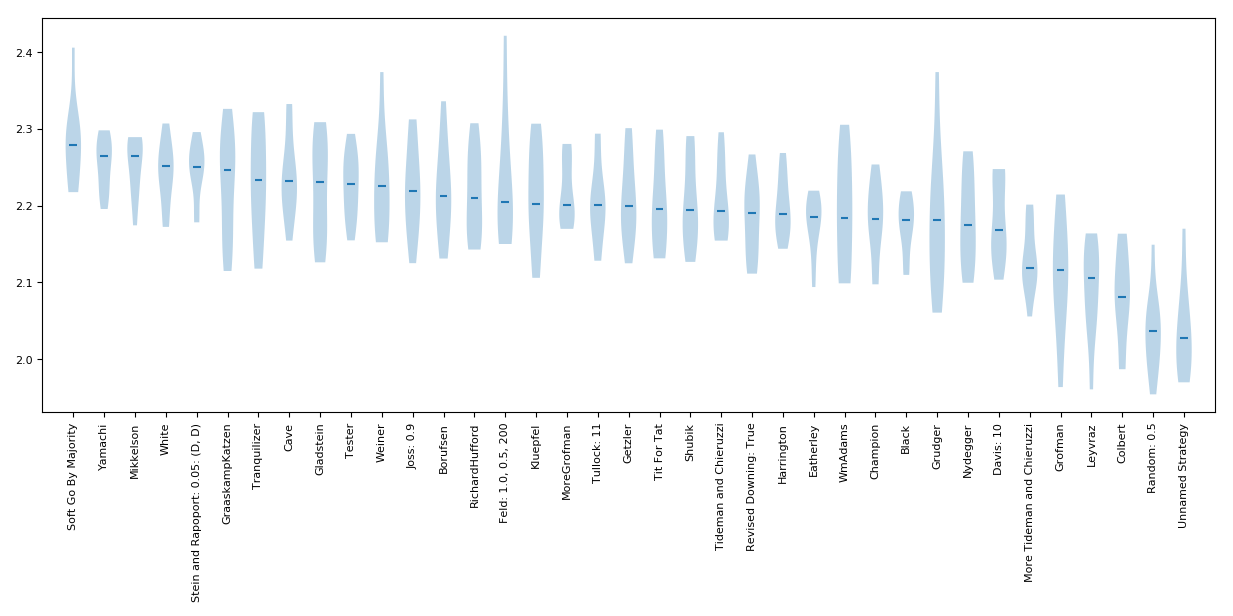 2.4
2.3
2.2
2.1
2.0
Soft Go By Majority
Yamachi
Mikkelson
White
Stein and Rapoport: 0.05: (D, D)
GraaskampKatzen
Tranquilizer
Cave
Gladstein
Tester
Weiner
Joss: 0.9
Borufsen
RichardHufford
Feld: 1.0, 0.5, 200
Kluepfel
MoreGrofman
Tullock: 11
Getzler
Tit For Tat
Shubik
Tideman and Chieruzzi
Revised Downing: True
Harrington
Eatherley
WmAdams
Champion
Black
Grudger
Nydegger
Davis: 10
More Tideman and Chieruzzi
Grofman
Leyvraz
Colbert
Random: 0.5
Unnamed Strategy